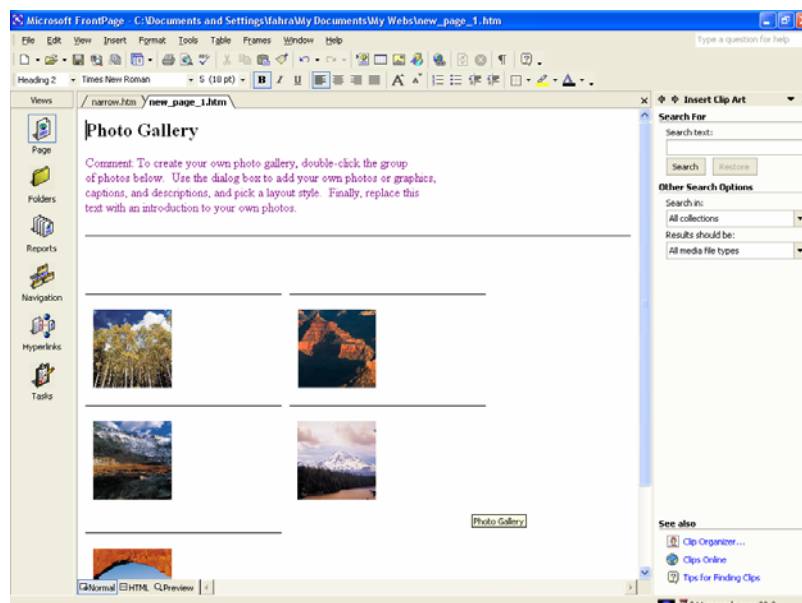 Microsoft FrontPage - C:\Documents and Settings\fahra\My Documents\My Webs\new_page_1.htm
File Edit View Insert Format Tools Table Frames Window Help
Type a question for help
Heading 2 Times New Roman 5 (18 pt) B I U
Views
narrow.htm new_page_1.htm
Insert Clip Art
Page
Folders
Reports
Navigation
Hyperlinks
Tasks
Photo Gallery
Comment: To create your own photo gallery, double-click the group
of photos below. Use the dialog box to add your own photos or graphics,
captions, and descriptions, and pick a layout style. Finally, replace this
text with an introduction to your own photos.
Photo Gallery
Normal HTML Preview
Search For
Search text:
Search Restore
Other Search Options
Search in:
All collections
Results should be:
All media file types
See also
Clip Organizer...
Clips Online
Tips for Finding Clips